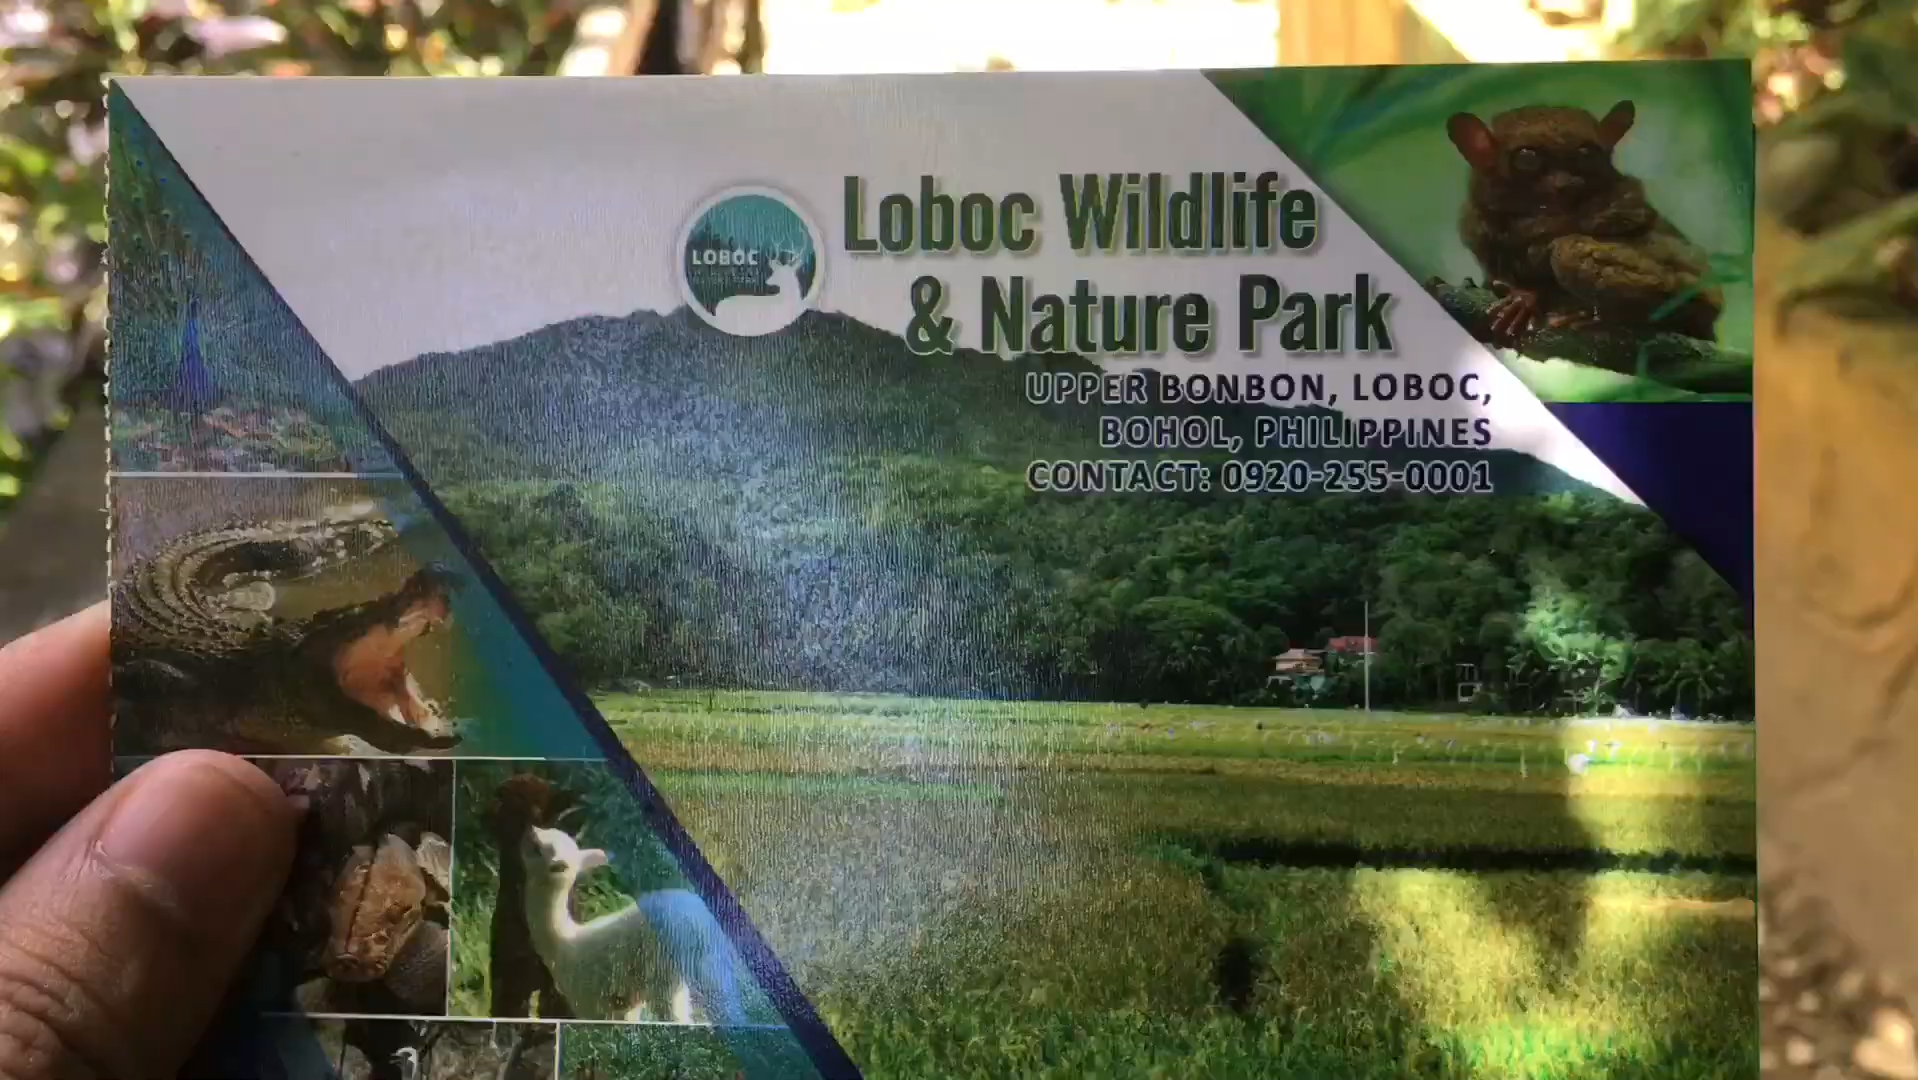 LOBOC
Loboc Wildlife
& Nature Park
UPPER BONBON, LOBOC,
BOHOL, PHILIPPINES
CONTACT: 0920-255-0001